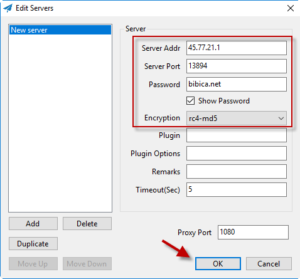 Edit Servers
New server
Server
Server Addr 45.77.21.1
Server Port 13894
Password bibica.net
Show Password
Encryption rc4-md5
Plugin
Plugin Options
Remarks
Timeout(Sec) 5
Add Delete
Duplicate
Move Up Move Down
Proxy Port 1080
OK Cancel